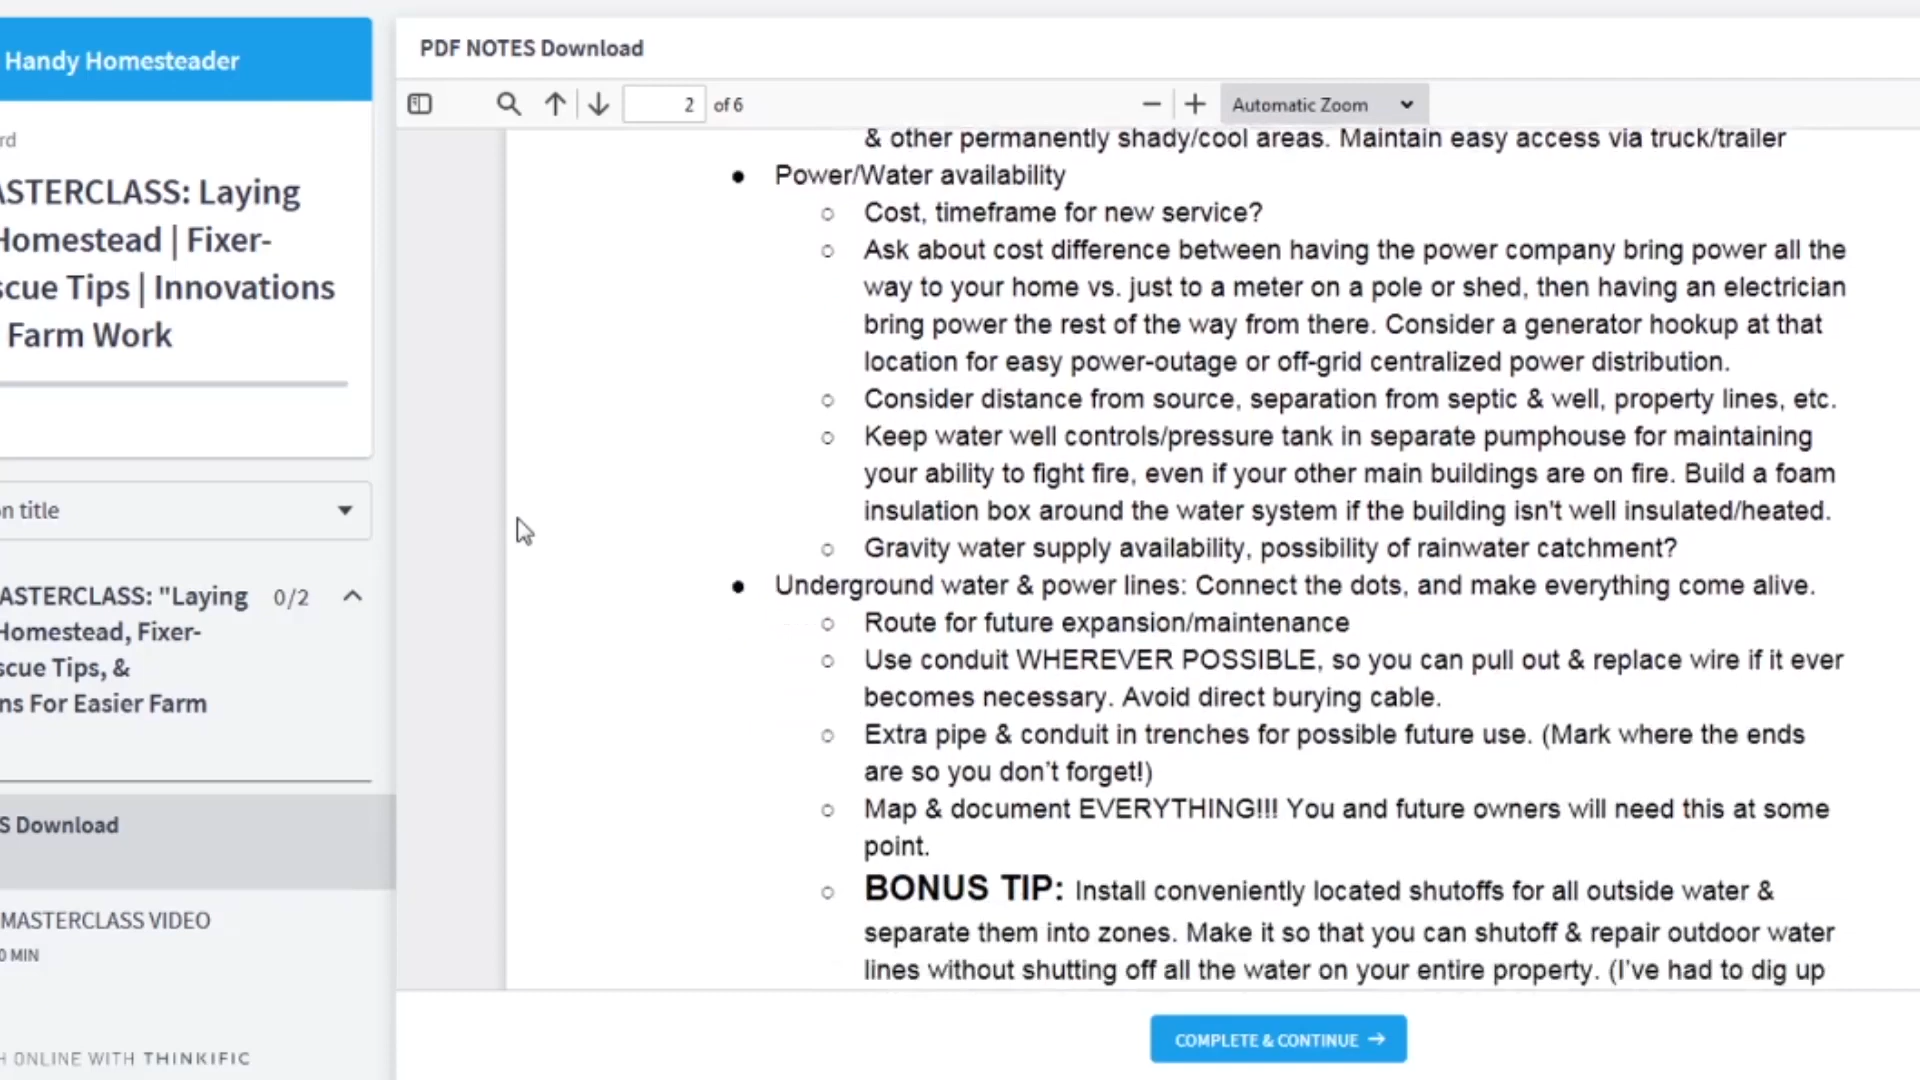 Handy Homesteader
rd
ASTERCLASS: Laying
Homestead | Fixer-
scue Tips | Innovations
Farm Work
on title
ASTERCLASS: "Laying 0/2
Homestead, Fixer-
scue Tips, &
ns For Easier Farm
S Download
MASTERCLASS VIDEO
0 MIN
H ONLINE WITH THINKIFIC
PDF NOTES Download
2 of 6
Automatic Zoom
& other permanently shady/cool areas. Maintain easy access via truck/trailer
● Power/Water availability
○ Cost, timeframe for new service?
○ Ask about cost difference between having the power company bring power all the
way to your home vs. just to a meter on a pole or shed, then having an electrician
bring power the rest of the way from there. Consider a generator hookup at that
location for easy power-outage or off-grid centralized power distribution.
○ Consider distance from source, separation from septic & well, property lines, etc.
○ Keep water well controls/pressure tank in separate pumphouse for maintaining
your ability to fight fire, even if your other main buildings are on fire. Build a foam
insulation box around the water system if the building isn't well insulated/heated.
○ Gravity water supply availability, possibility of rainwater catchment?
● Underground water & power lines: Connect the dots, and make everything come alive.
○ Route for future expansion/maintenance
○ Use conduit WHEREVER POSSIBLE, so you can pull out & replace wire if it ever
becomes necessary. Avoid direct burying cable.
○ Extra pipe & conduit in trenches for possible future use. (Mark where the ends
are so you don't forget!)
○ Map & document EVERYTHING!!! You and future owners will need this at some
point.
○ BONUS TIP: Install conveniently located shutoffs for all outside water &
separate them into zones. Make it so that you can shutoff & repair outdoor water
lines without shutting off all the water on your entire property. (I've had to dig up
COMPLETE & CONTINUE →